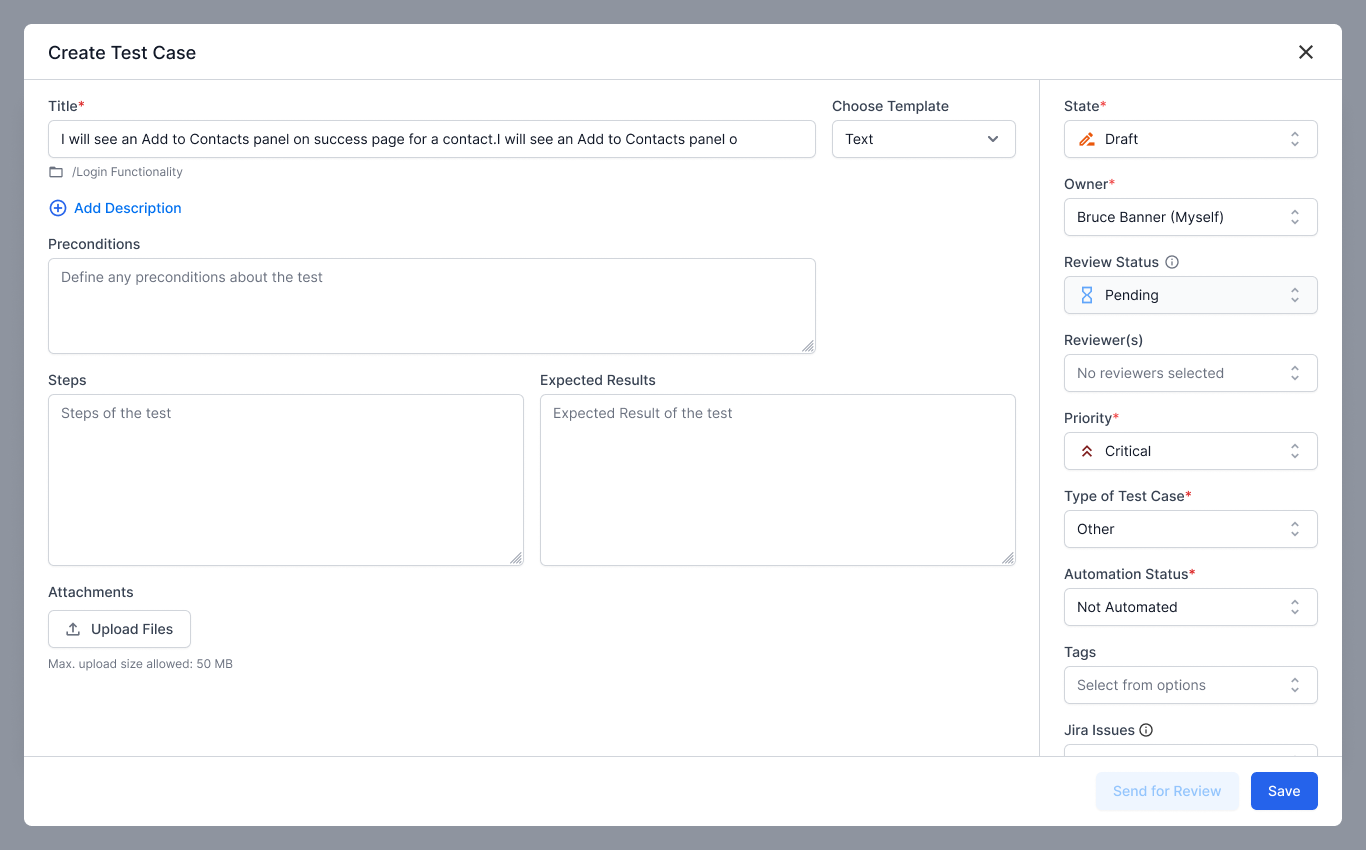 Create Test Case
Title*
I will see an Add to Contacts panel on success page for a contact.I will see an Add to Contacts panel o
/Login Functionality
Choose Template
Text
Add Description
Preconditions
Define any preconditions about the test
Steps
Steps of the test
Expected Results
Expected Result of the test
Attachments
Upload Files
Max. upload size allowed: 50 MB
State*
Draft
Owner*
Bruce Banner (Myself)
Review Status
Pending
Reviewer(s)
No reviewers selected
Priority*
Critical
Type of Test Case*
Other
Automation Status*
Not Automated
Tags
Select from options
Jira Issues
Send for Review
Save